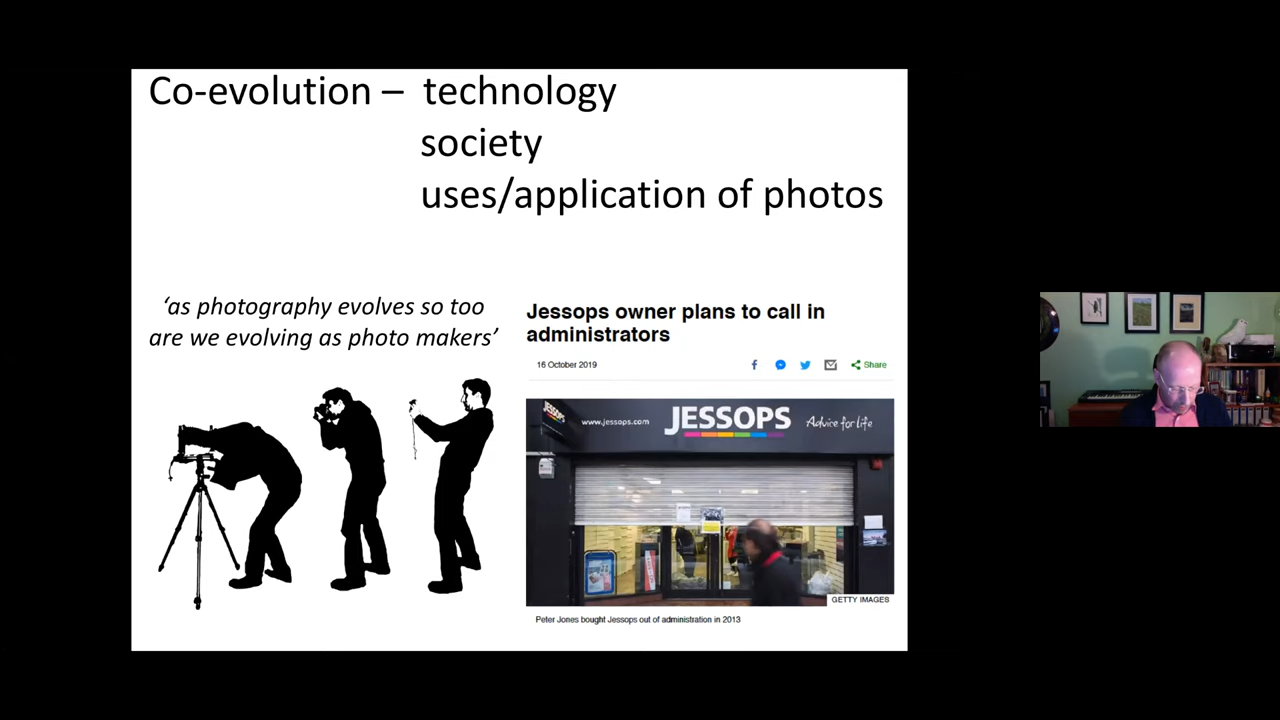 Co-evolution – technology
society
uses/application of photos
‘as photography evolves so too
are we evolving as photo makers’
Jessops owner plans to call in
administrators
16 October 2019
Share
www.jessops.com JESSOPS Advice for life
GETTY IMAGES
Peter Jones bought Jessops out of administration in 2013